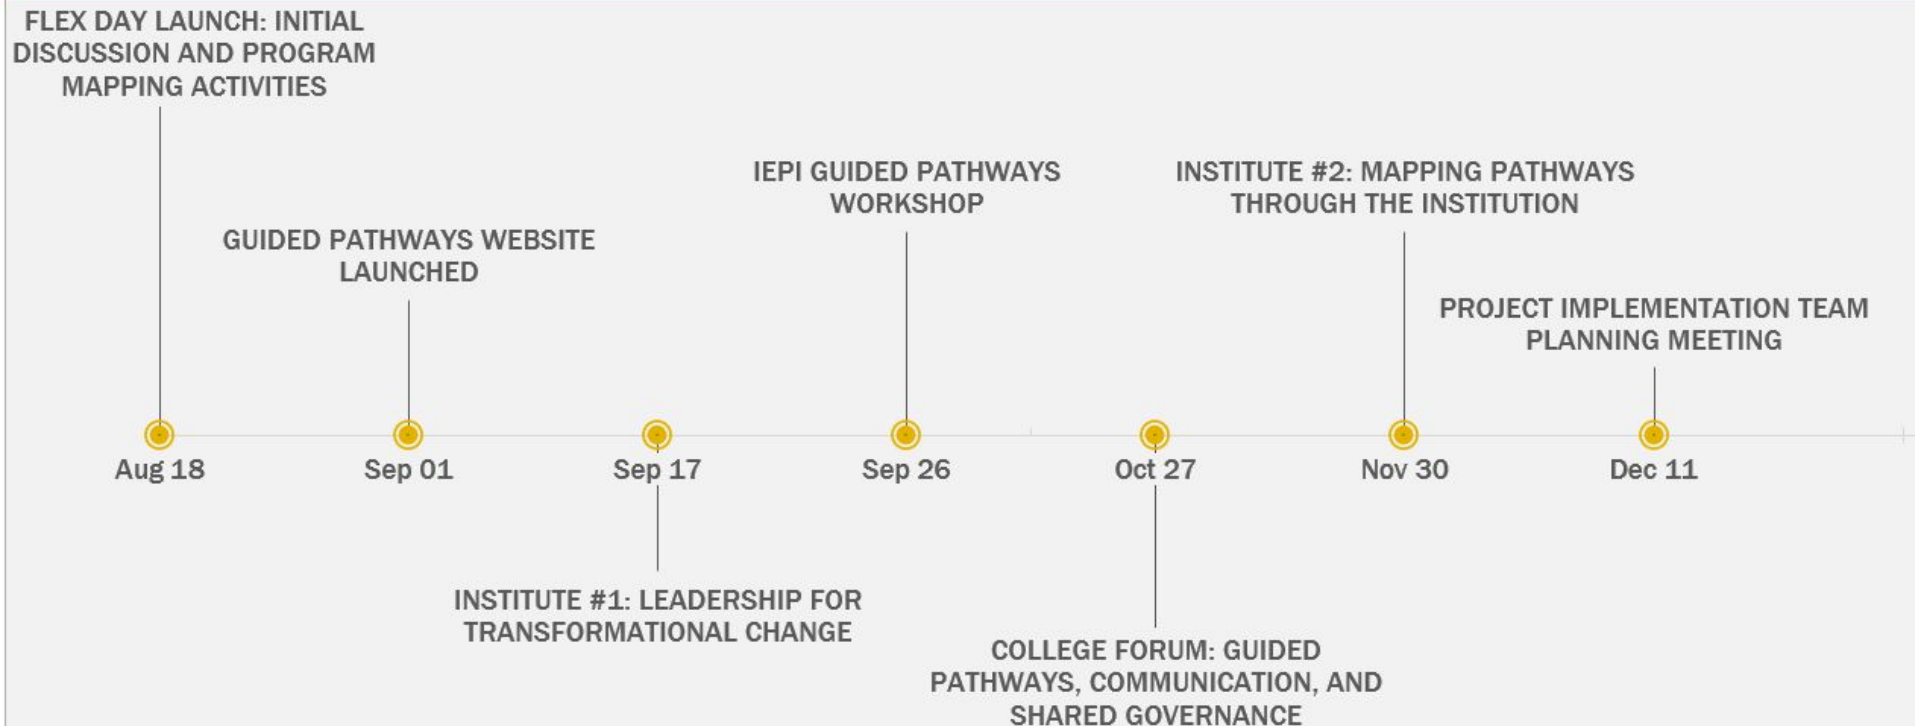 FLEX DAY LAUNCH: INITIAL
DISCUSSION AND PROGRAM
MAPPING ACTIVITIES
GUIDED PATHWAYS WEBSITE
LAUNCHED
IEPI GUIDED PATHWAYS
WORKSHOP
INSTITUTE #2: MAPPING PATHWAYS
THROUGH THE INSTITUTION
PROJECT IMPLEMENTATION TEAM
PLANNING MEETING
Aug 18
Sep 01
Sep 17
Sep 26
Oct 27
Nov 30
Dec 11
INSTITUTE #1: LEADERSHIP FOR
TRANSFORMATIONAL CHANGE
COLLEGE FORUM: GUIDED
PATHWAYS, COMMUNICATION, AND
SHARED GOVERNANCE